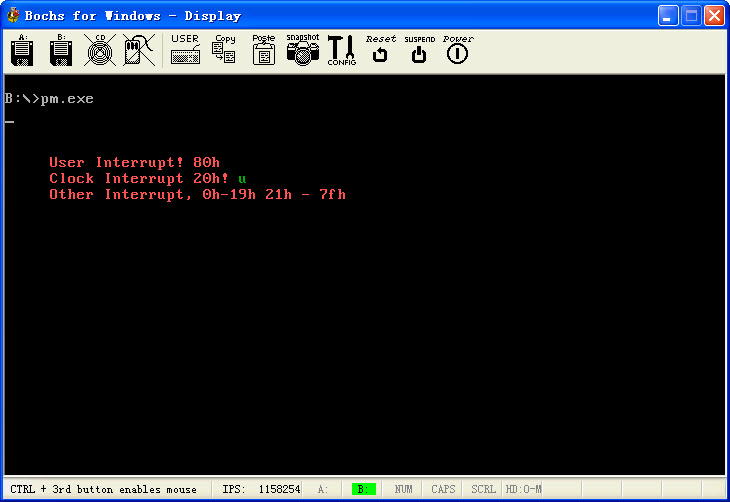 Bochs for Windows - Display
A: B: CD USER Copy Paste Snapshot T CONFIG Reset SUSPEND Power
B:\>pm.exe
_
User Interrupt! 80h
Clock Interrupt 20h! u
Other Interrupt, 0h-19h 21h - 7fh
CTRL + 3rd button enables mouse IPS: 1158254 A: B: NUM CAPS SCRL HD:0-M